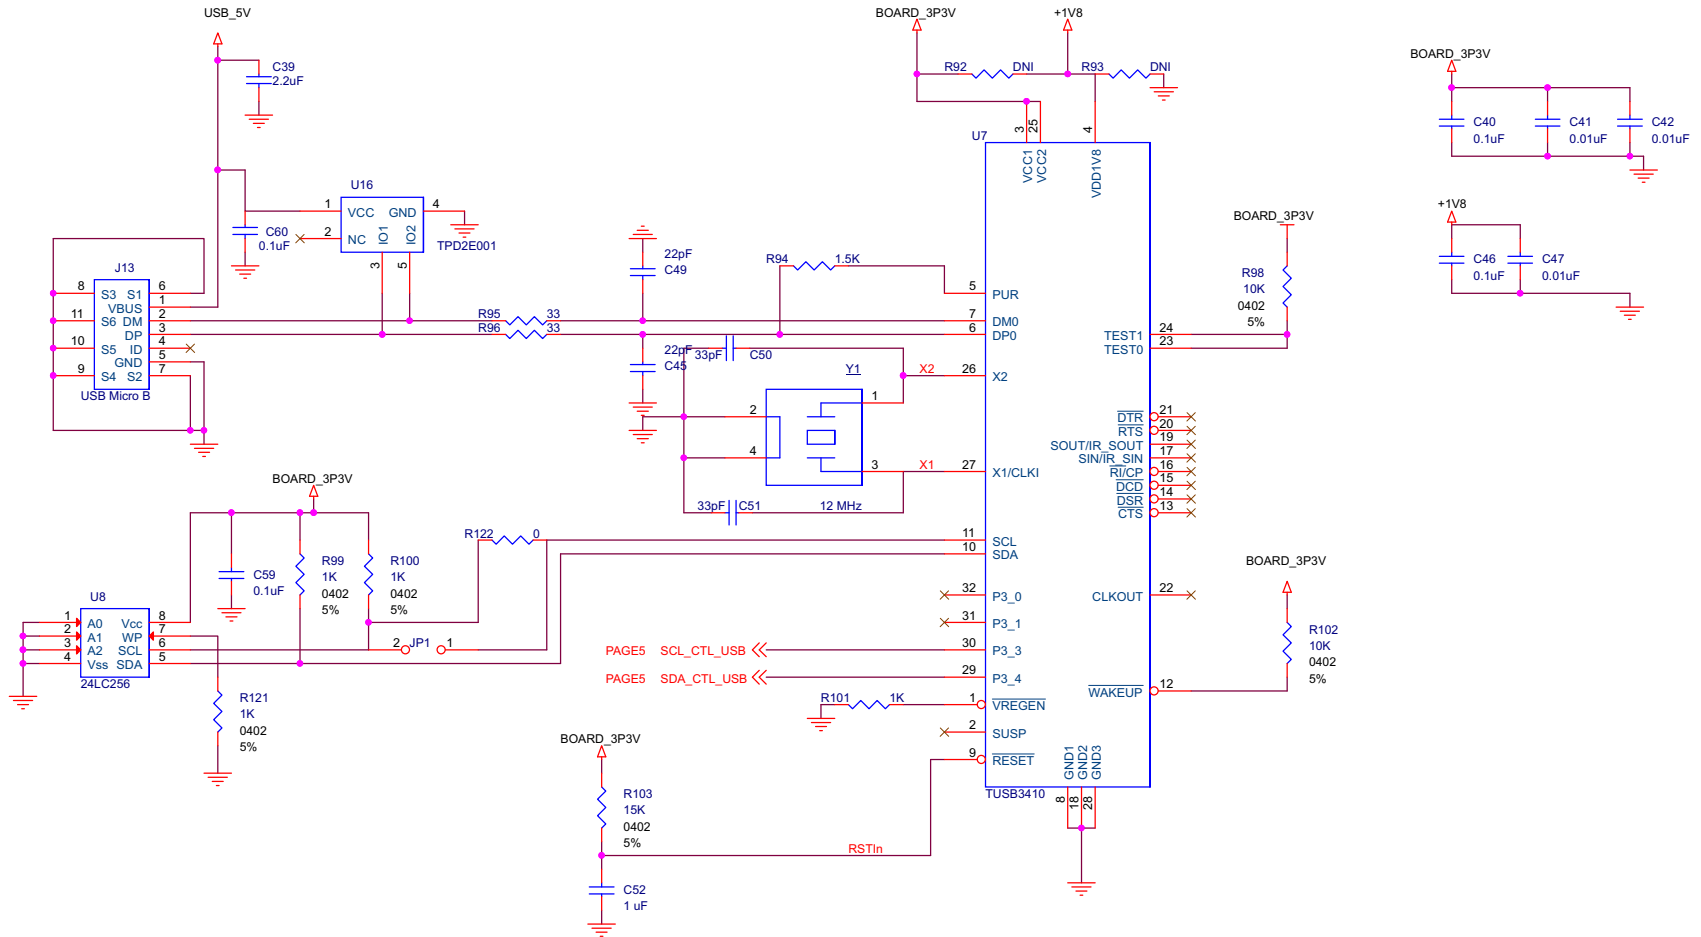 USB_5V
C39
2.2uF
U16
1
VCC
GND
4
2
NC
IO1
IO2
TPD2E001
3
5
C60
0.1uF
J13
8
S3
S1
6
VBUS
1
11
S6
DM
2
DP
3
10
S5
ID
4
GND
5
9
S4
S2
7
USB Micro B
R95
33
R96
33
22pF
C49
22pF
C45
R94
1.5K
33pF
C50
Y1
X2
1
2
4
3
X1
33pF
C51
12 MHz
BOARD_3P3V
+1V8
R92
DNI
R93
DNI
U7
3
25
4
VCC1
VCC2
VDD1V8
5
PUR
7
DM0
6
DP0
26
X2
27
X1/CLKI
11
SCL
10
SDA
32
P3_0
31
P3_1
30
P3_3
29
P3_4
1
VREGEN
2
SUSP
9
RESET
TUSB3410
GND1
GND2
GND3
8
18
28
24
TEST1
23
TEST0
21
DTR
20
RTS
19
SOUT/IR_SOUT
17
SIN/IR_SIN
16
RI/CP
15
DCD
14
DSR
13
CTS
22
CLKOUT
12
WAKEUP
BOARD_3P3V
R98
10K
0402
5%
BOARD_3P3V
R102
10K
0402
5%
BOARD_3P3V
C40
0.1uF
C41
0.01uF
C42
0.01uF
+1V8
C46
0.1uF
C47
0.01uF
BOARD_3P3V
R122
0
C59
0.1uF
R99
1K
0402
5%
R100
1K
0402
5%
U8
1
A0
Vcc
8
2
A1
WP
7
3
A2
SCL
6
4
Vss
SDA
5
24LC256
2
JP1
1
R121
1K
0402
5%
PAGE5
SCL_CTL_USB
PAGE5
SDA_CTL_USB
R101
1K
BOARD_3P3V
R103
15K
0402
5%
RSTIn
C52
1 uF